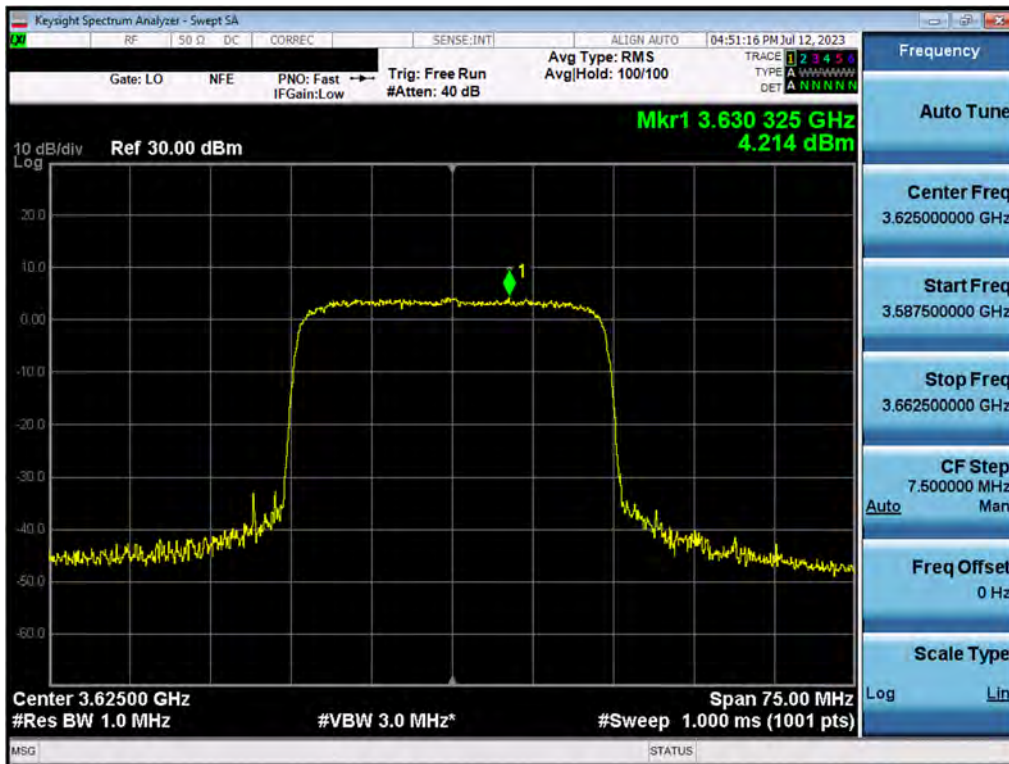 Keysight Spectrum Analyzer - Swept SA
LXI
RF
50 Ω DC
CORREC
SENSE:INT
ALIGN AUTO
04:51:16 PM Jul 12, 2023
Gate: LO
NFE
PNO: Fast
IFGain:Low
Trig: Free Run
#Atten: 40 dB
Avg Type: RMS
Avg|Hold: 100/100
TRACE 1 2 3 4 5 6
TYPE A WWWWW
DET A N N N N N
Mkr1 3.630 325 GHz
4.214 dBm
10 dB/div
Log
Ref 30.00 dBm
20.0
10.0
0.00
-10.0
-20.0
-30.0
-40.0
-50.0
-60.0
1
Center 3.62500 GHz
#Res BW 1.0 MHz
#VBW 3.0 MHz*
Span 75.00 MHz
#Sweep 1.000 ms (1001 pts)
MSG
STATUS
Frequency
Auto Tune
Center Freq
3.625000000 GHz
Start Freq
3.587500000 GHz
Stop Freq
3.662500000 GHz
CF Step
7.500000 MHz
Auto Man
Freq Offset
0 Hz
Scale Type
Log Lin